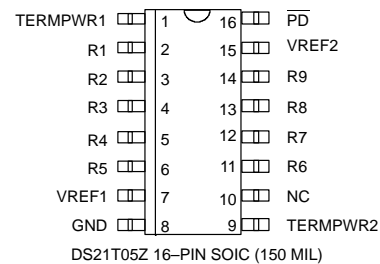 TERMPWR1 1 16 PD
R1 2 15 VREF2
R2 3 14 R9
R3 4 13 R8
R4 5 12 R7
R5 6 11 R6
VREF1 7 10 NC
GND 8 9 TERMPWR2
DS21T05Z 16–PIN SOIC (150 MIL)